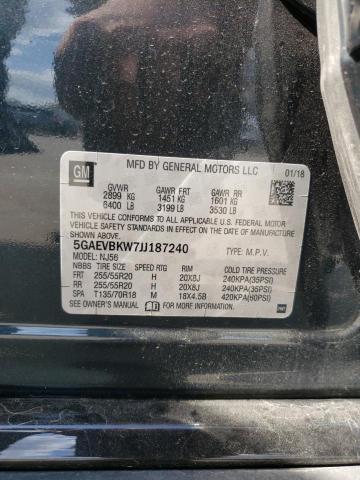 GM
MFD BY GENERAL MOTORS LLC 01/18
GVWR GAWR FRT GAWR RR
2899 KG 1451 KG 1601 KG
6400 LB 3199 LB 3530 LB
THIS VEHICLE CONFORMS TO ALL APPLICABLE U.S. FEDERAL MOTOR
VEHICLE SAFETY STANDARDS IN EFFECT ON THE DATE OF MANUFACTURE
SHOWN ABOVE.
5GAEVBKW7JJ187240 TYPE: M.P.V.
MODEL: NJ56
NBBS TIRE SIZE SPEED RTG RIM COLD TIRE PRESSURE
FRT 255/55R20 H 20X8J 240KPA(35PSI)
RR 255/55R20 H 20X8J 240KPA(35PSI)
SPA T135/70R18 M 18X4.5B 420KPA(60PSI)
SEE OWNER'S MANUAL FOR MORE INFORMATION.